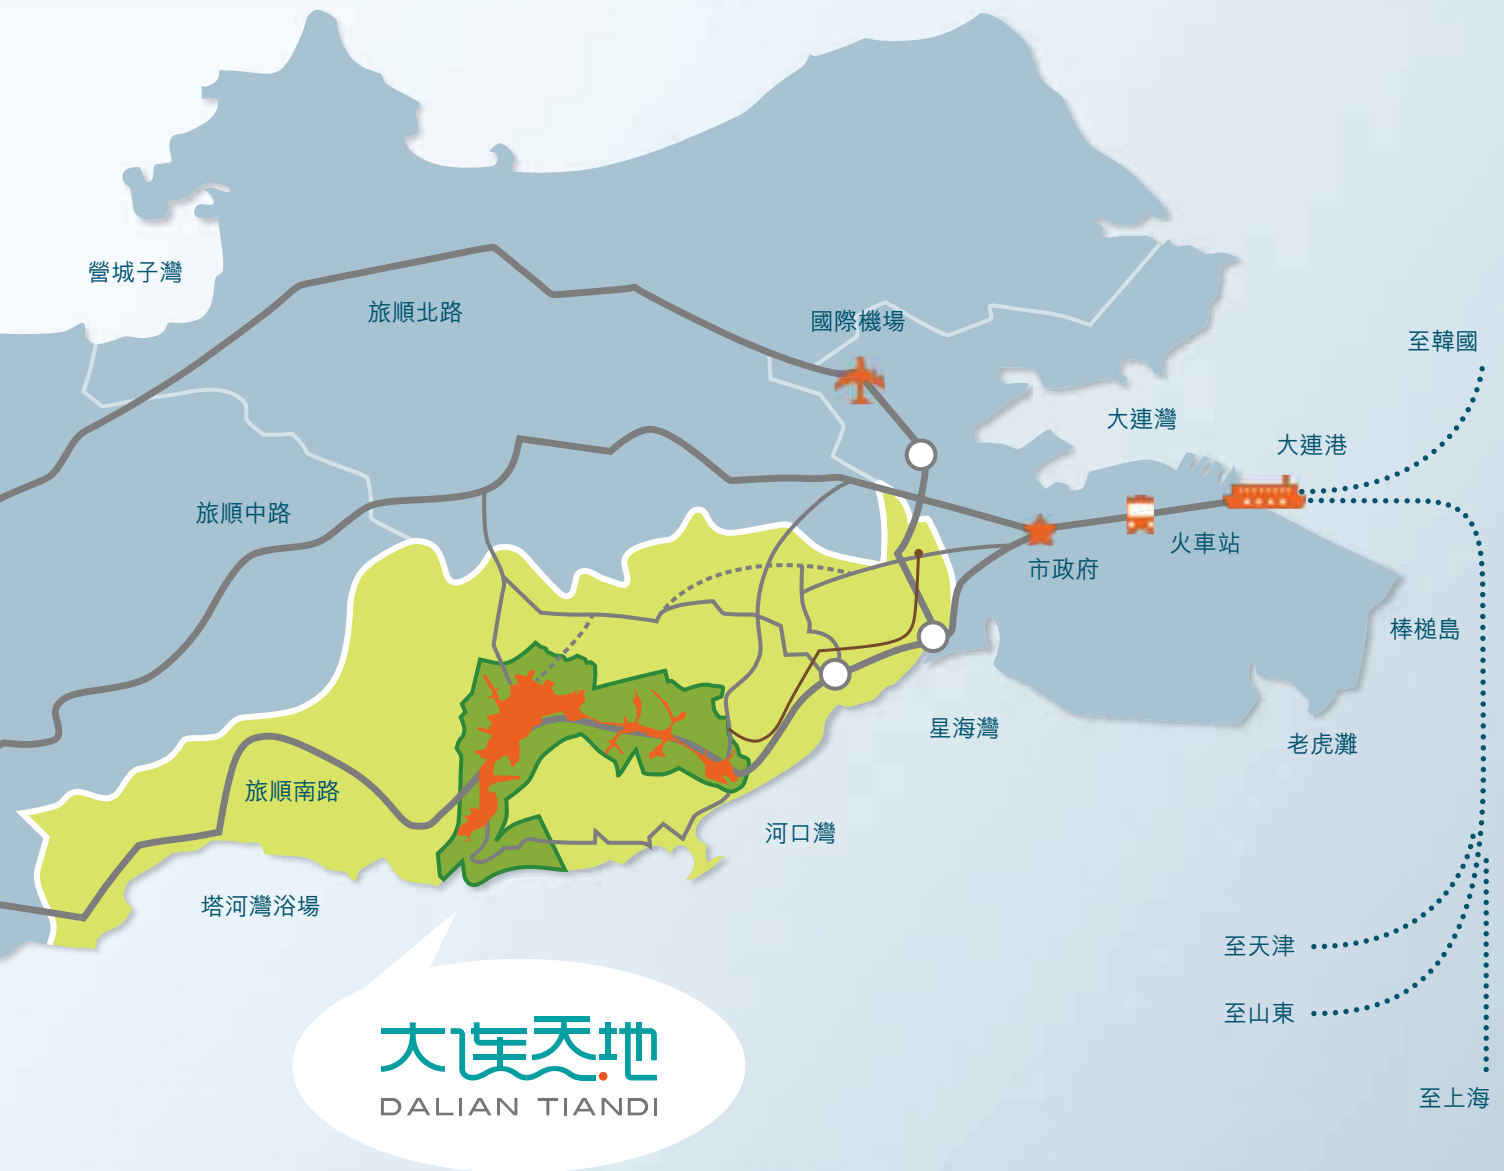 營城子灣
旅順北路
國際機場
至韓國
大連灣
大連港
旅順中路
火車站
市政府
棒槌島
星海灣
老虎灘
旅順南路
河口灣
塔河灣浴場
至天津
至山東
大连天地
DALIAN TIANDI
至上海